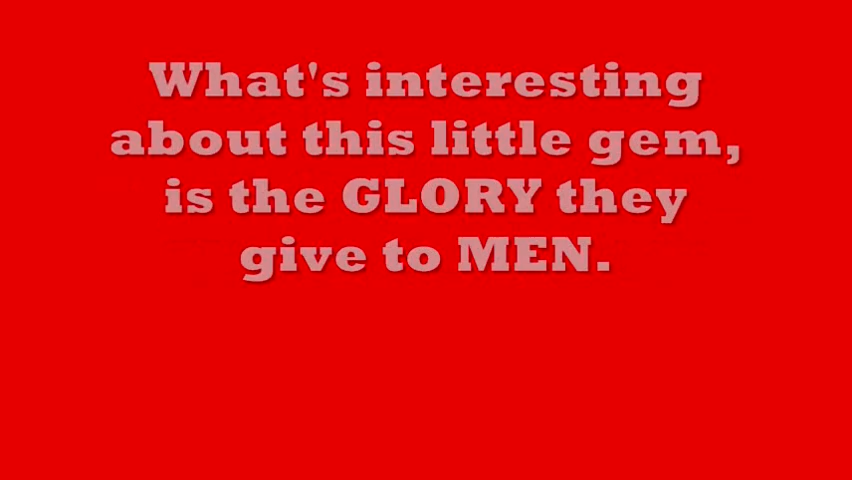 What's interesting
about this little gem,
is the GLORY they
give to MEN.